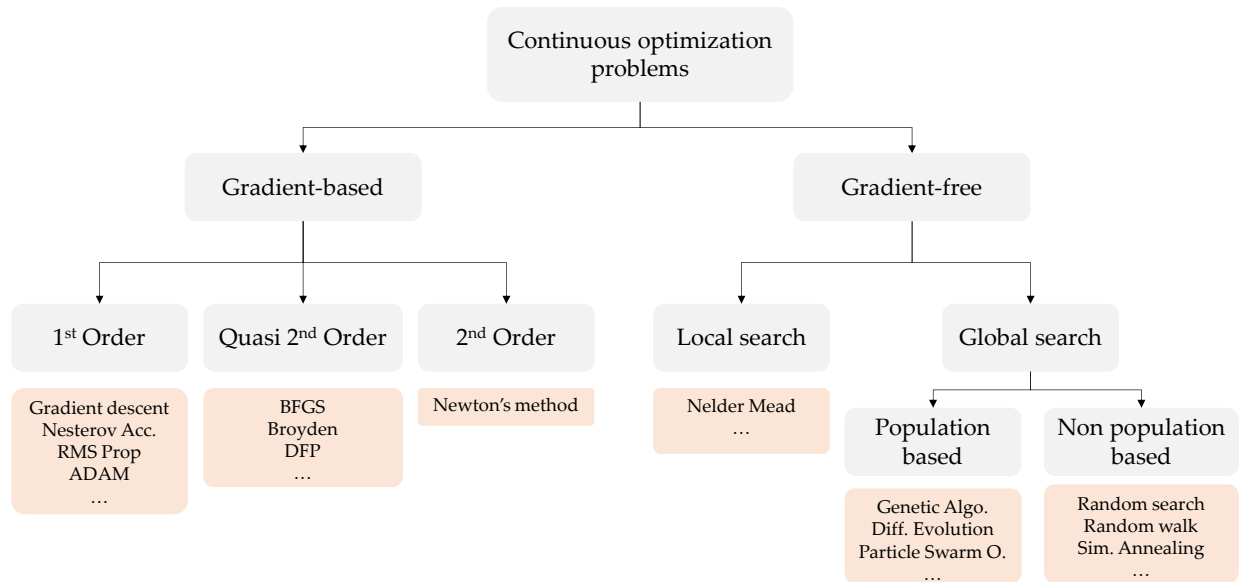 Continuous optimization
problems
Gradient-based
Gradient-free
1st Order
Quasi 2nd Order
2nd Order
Local search
Global search
Gradient descent
Nesterov Acc.
RMS Prop
ADAM
…
BFGS
Broyden
DFP
…
Newton’s method
Nelder Mead
…
Population
based
Non population
based
Genetic Algo.
Diff. Evolution
Particle Swarm O.
…
Random search
Random walk
Sim. Annealing
…